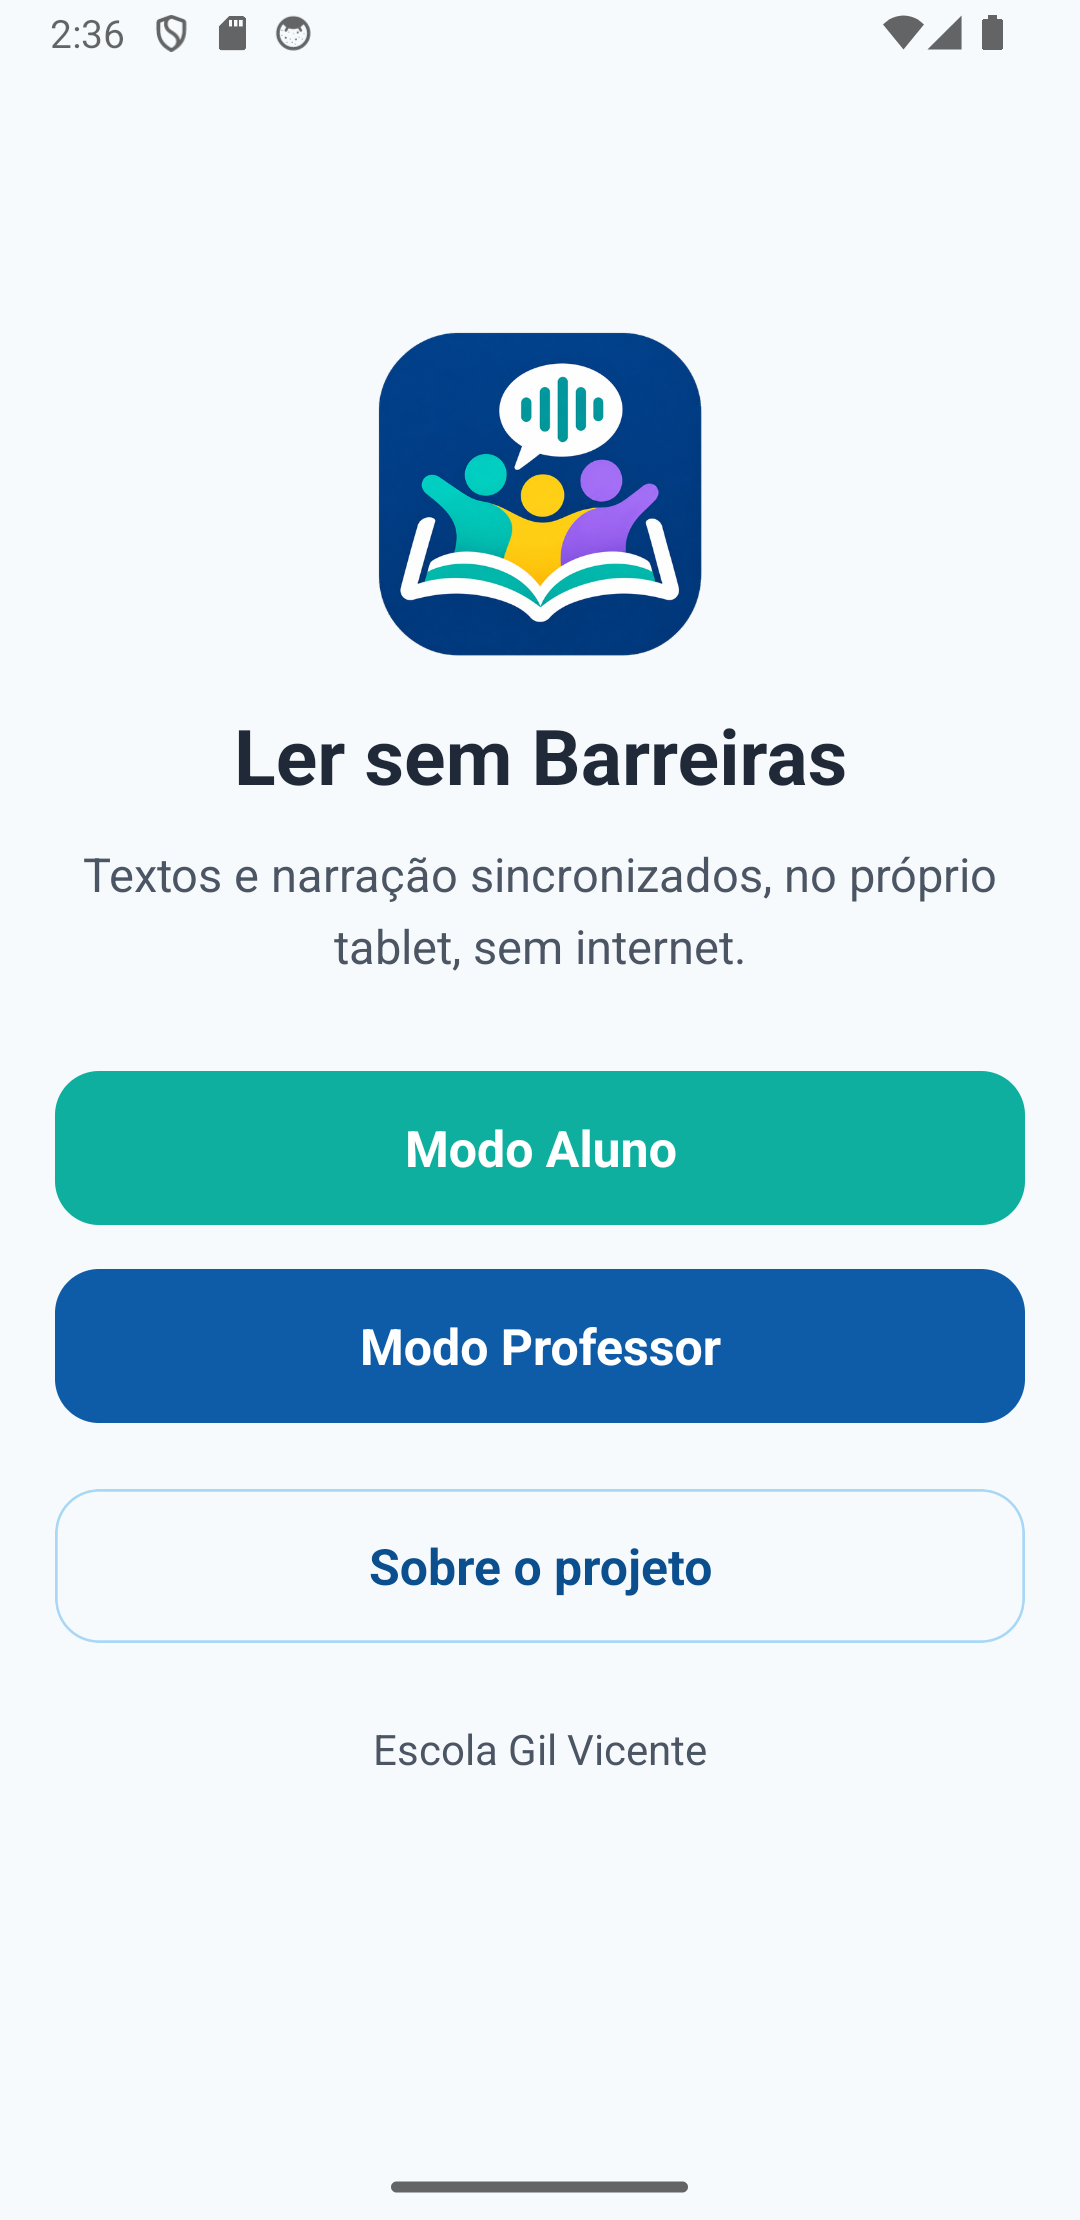 2:36
Ler sem Barreiras
Textos e narração sincronizados, no próprio
tablet, sem internet.
Modo Aluno
Modo Professor
Sobre o projeto
Escola Gil Vicente